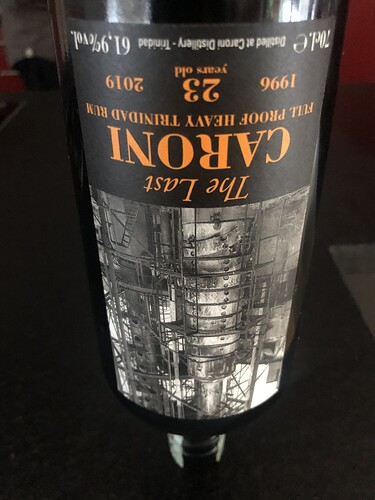 The Last
CARONI
FULL PROOF HEAVY TRINIDAD RUM
1996 23 2019
years old
70cl. ℮ Distilled at Caroni Distillery - Trinidad 61,9%vol.